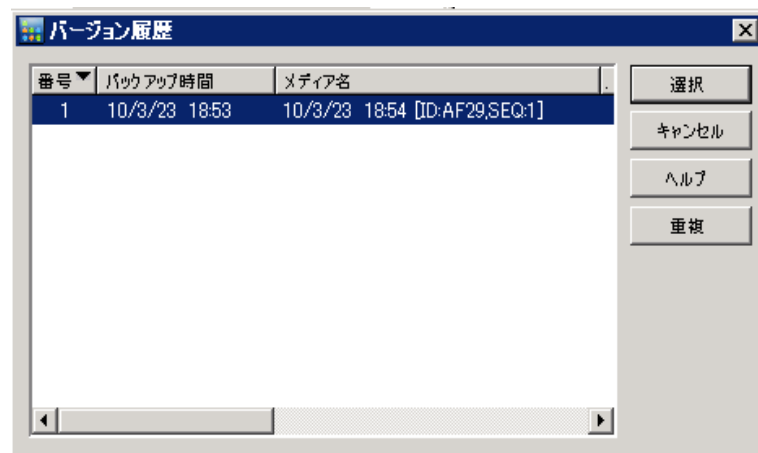 バージョン履歴
番号 バックアップ時間 メディア名 .
1 10/3/23 18:53 10/3/23 18:54 [ID:AF29,SEQ:1]
選択
キャンセル
ヘルプ
重複